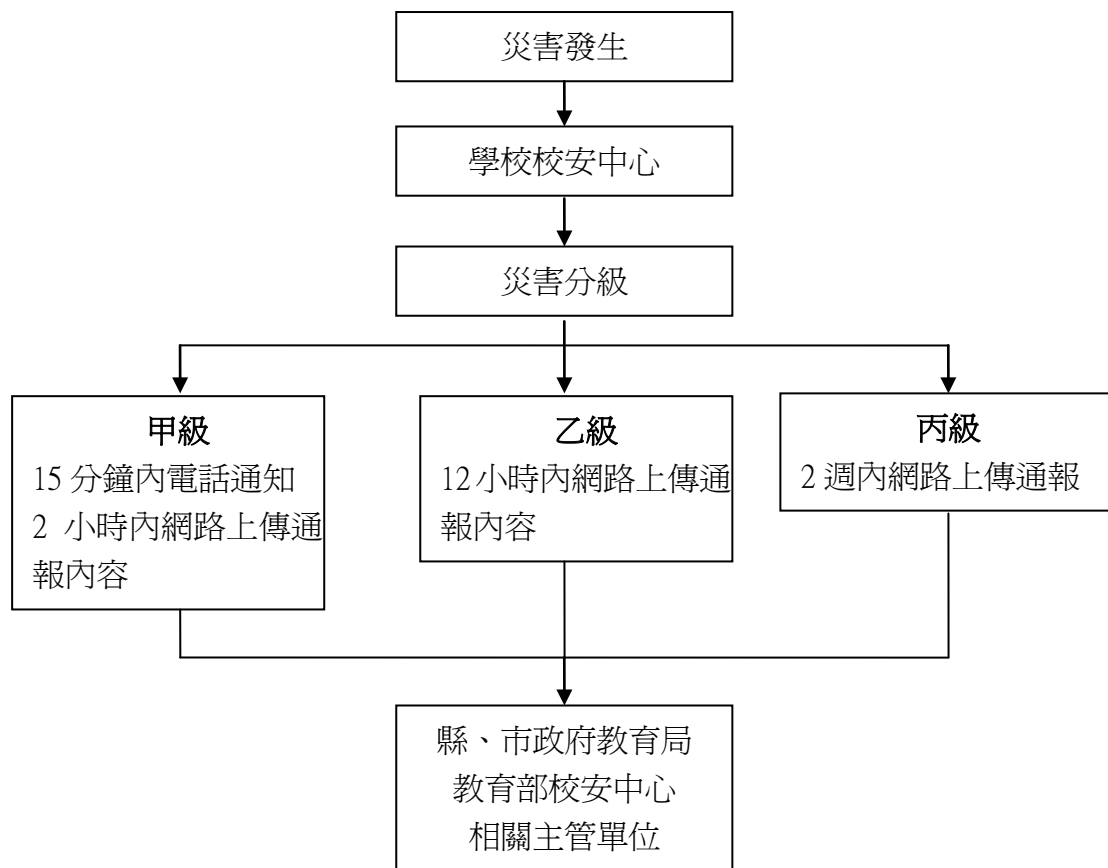 災害發生
學校校安中心
災害分級
甲級
15 分鐘內電話通知
2 小時內網路上傳通
報內容
乙級
12 小時內網路上傳通
報內容
丙級
2 週內網路上傳通報
縣、市政府教育局
教育部校安中心
相關主管單位